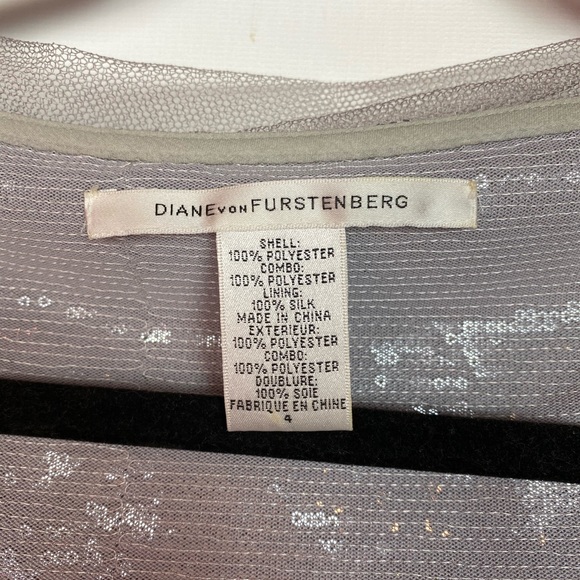 DIANE VON FURSTENBERG
SHELL:
100% POLYESTER
COMBO:
100% POLYESTER
LINING:
100% SILK
MADE IN CHINA
EXTERIEUR:
100% POLYESTER
COMBO:
100% POLYESTER
DOUBLURE:
100% SOIE
FABRIQUE EN CHINE
4